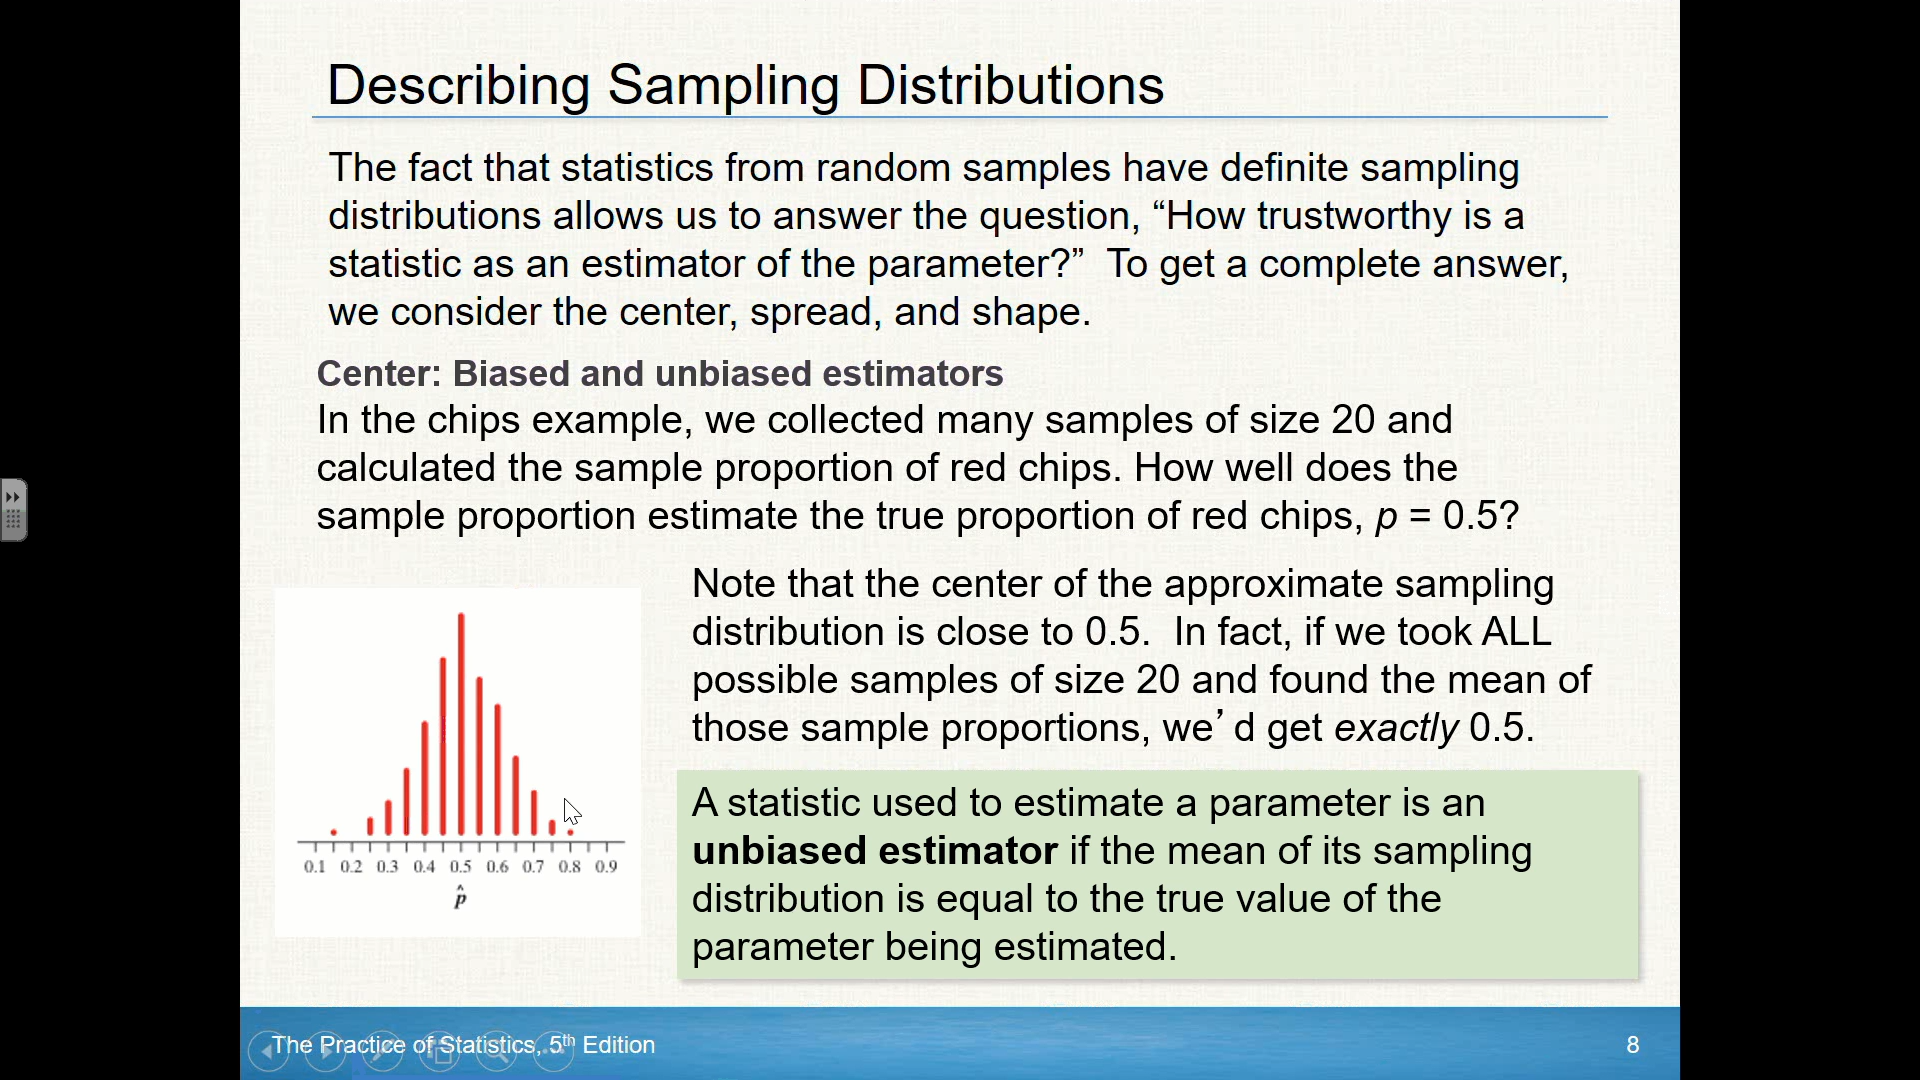 Describing Sampling Distributions
The fact that statistics from random samples have definite sampling
distributions allows us to answer the question, “How trustworthy is a
statistic as an estimator of the parameter?”  To get a complete answer,
we consider the center, spread, and shape.
Center: Biased and unbiased estimators
In the chips example, we collected many samples of size 20 and
calculated the sample proportion of red chips. How well does the
sample proportion estimate the true proportion of red chips, p = 0.5?
Note that the center of the approximate sampling
distribution is close to 0.5.  In fact, if we took ALL
possible samples of size 20 and found the mean of
those sample proportions, we’d get exactly 0.5.
0.1 0.2 0.3 0.4 0.5 0.6 0.7 0.8 0.9
p̂
A statistic used to estimate a parameter is an
unbiased estimator if the mean of its sampling
distribution is equal to the true value of the
parameter being estimated.
The Practice of Statistics, 5th Edition
8